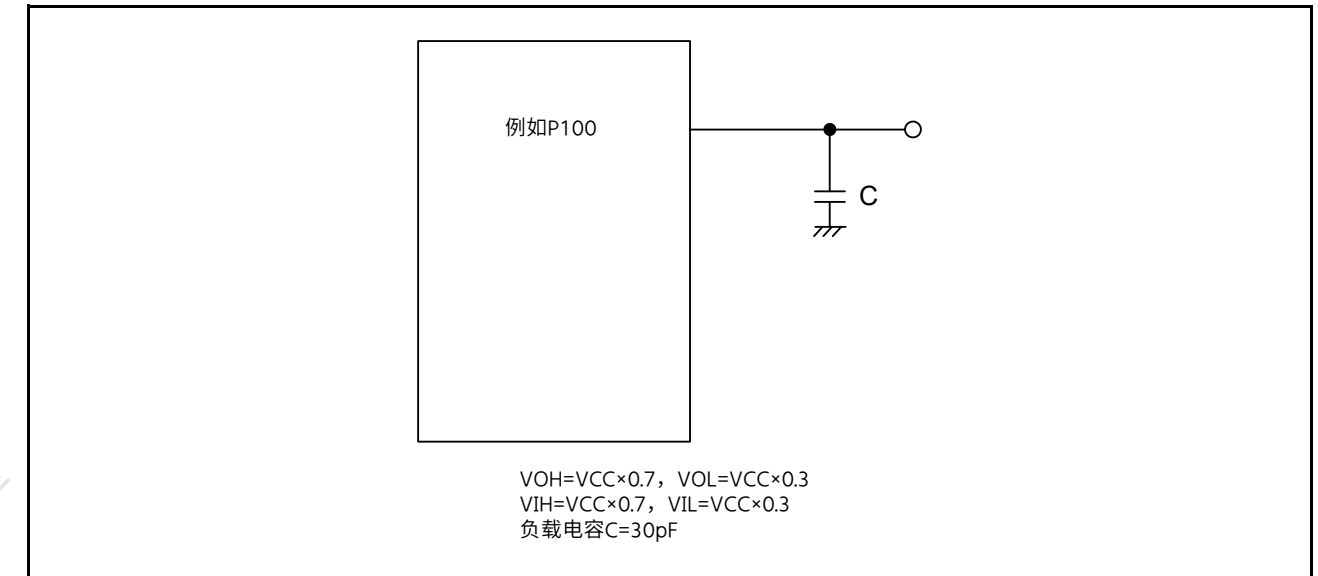 例如P100
C
VOH=VCC×0.7，VOL=VCC×0.3
VIH=VCC×0.7，VIL=VCC×0.3
负载电容C=30pF